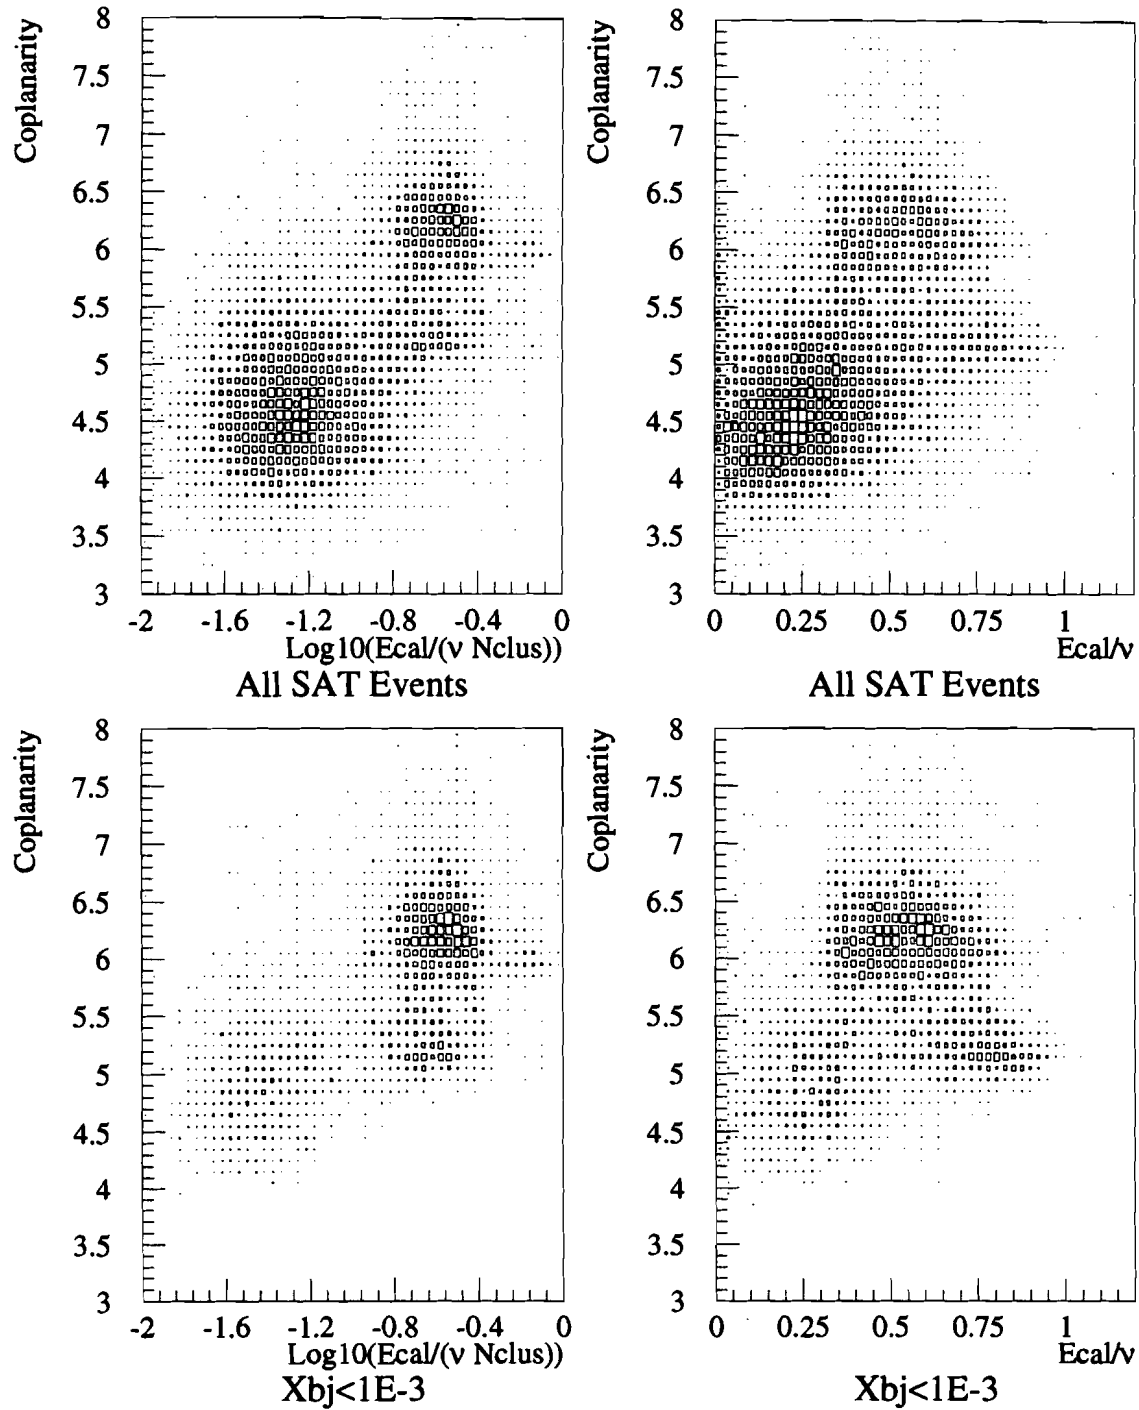 Coplanarity
8
7.5
7
6.5
6
5.5
5
4.5
4
3.5
3
-2 -1.6 -1.2 -0.8 -0.4 0
Log10(Ecal/(ν Nclus))
All SAT Events
Coplanarity
8
7.5
7
6.5
6
5.5
5
4.5
4
3.5
3
0 0.25 0.5 0.75 1
Ecal/ν
All SAT Events
Coplanarity
8
7.5
7
6.5
6
5.5
5
4.5
4
3.5
3
-2 -1.6 -1.2 -0.8 -0.4 0
Log10(Ecal/(ν Nclus))
Xbj<1E-3
Coplanarity
8
7.5
7
6.5
6
5.5
5
4.5
4
3.5
3
0 0.25 0.5 0.75 1
Ecal/ν
Xbj<1E-3